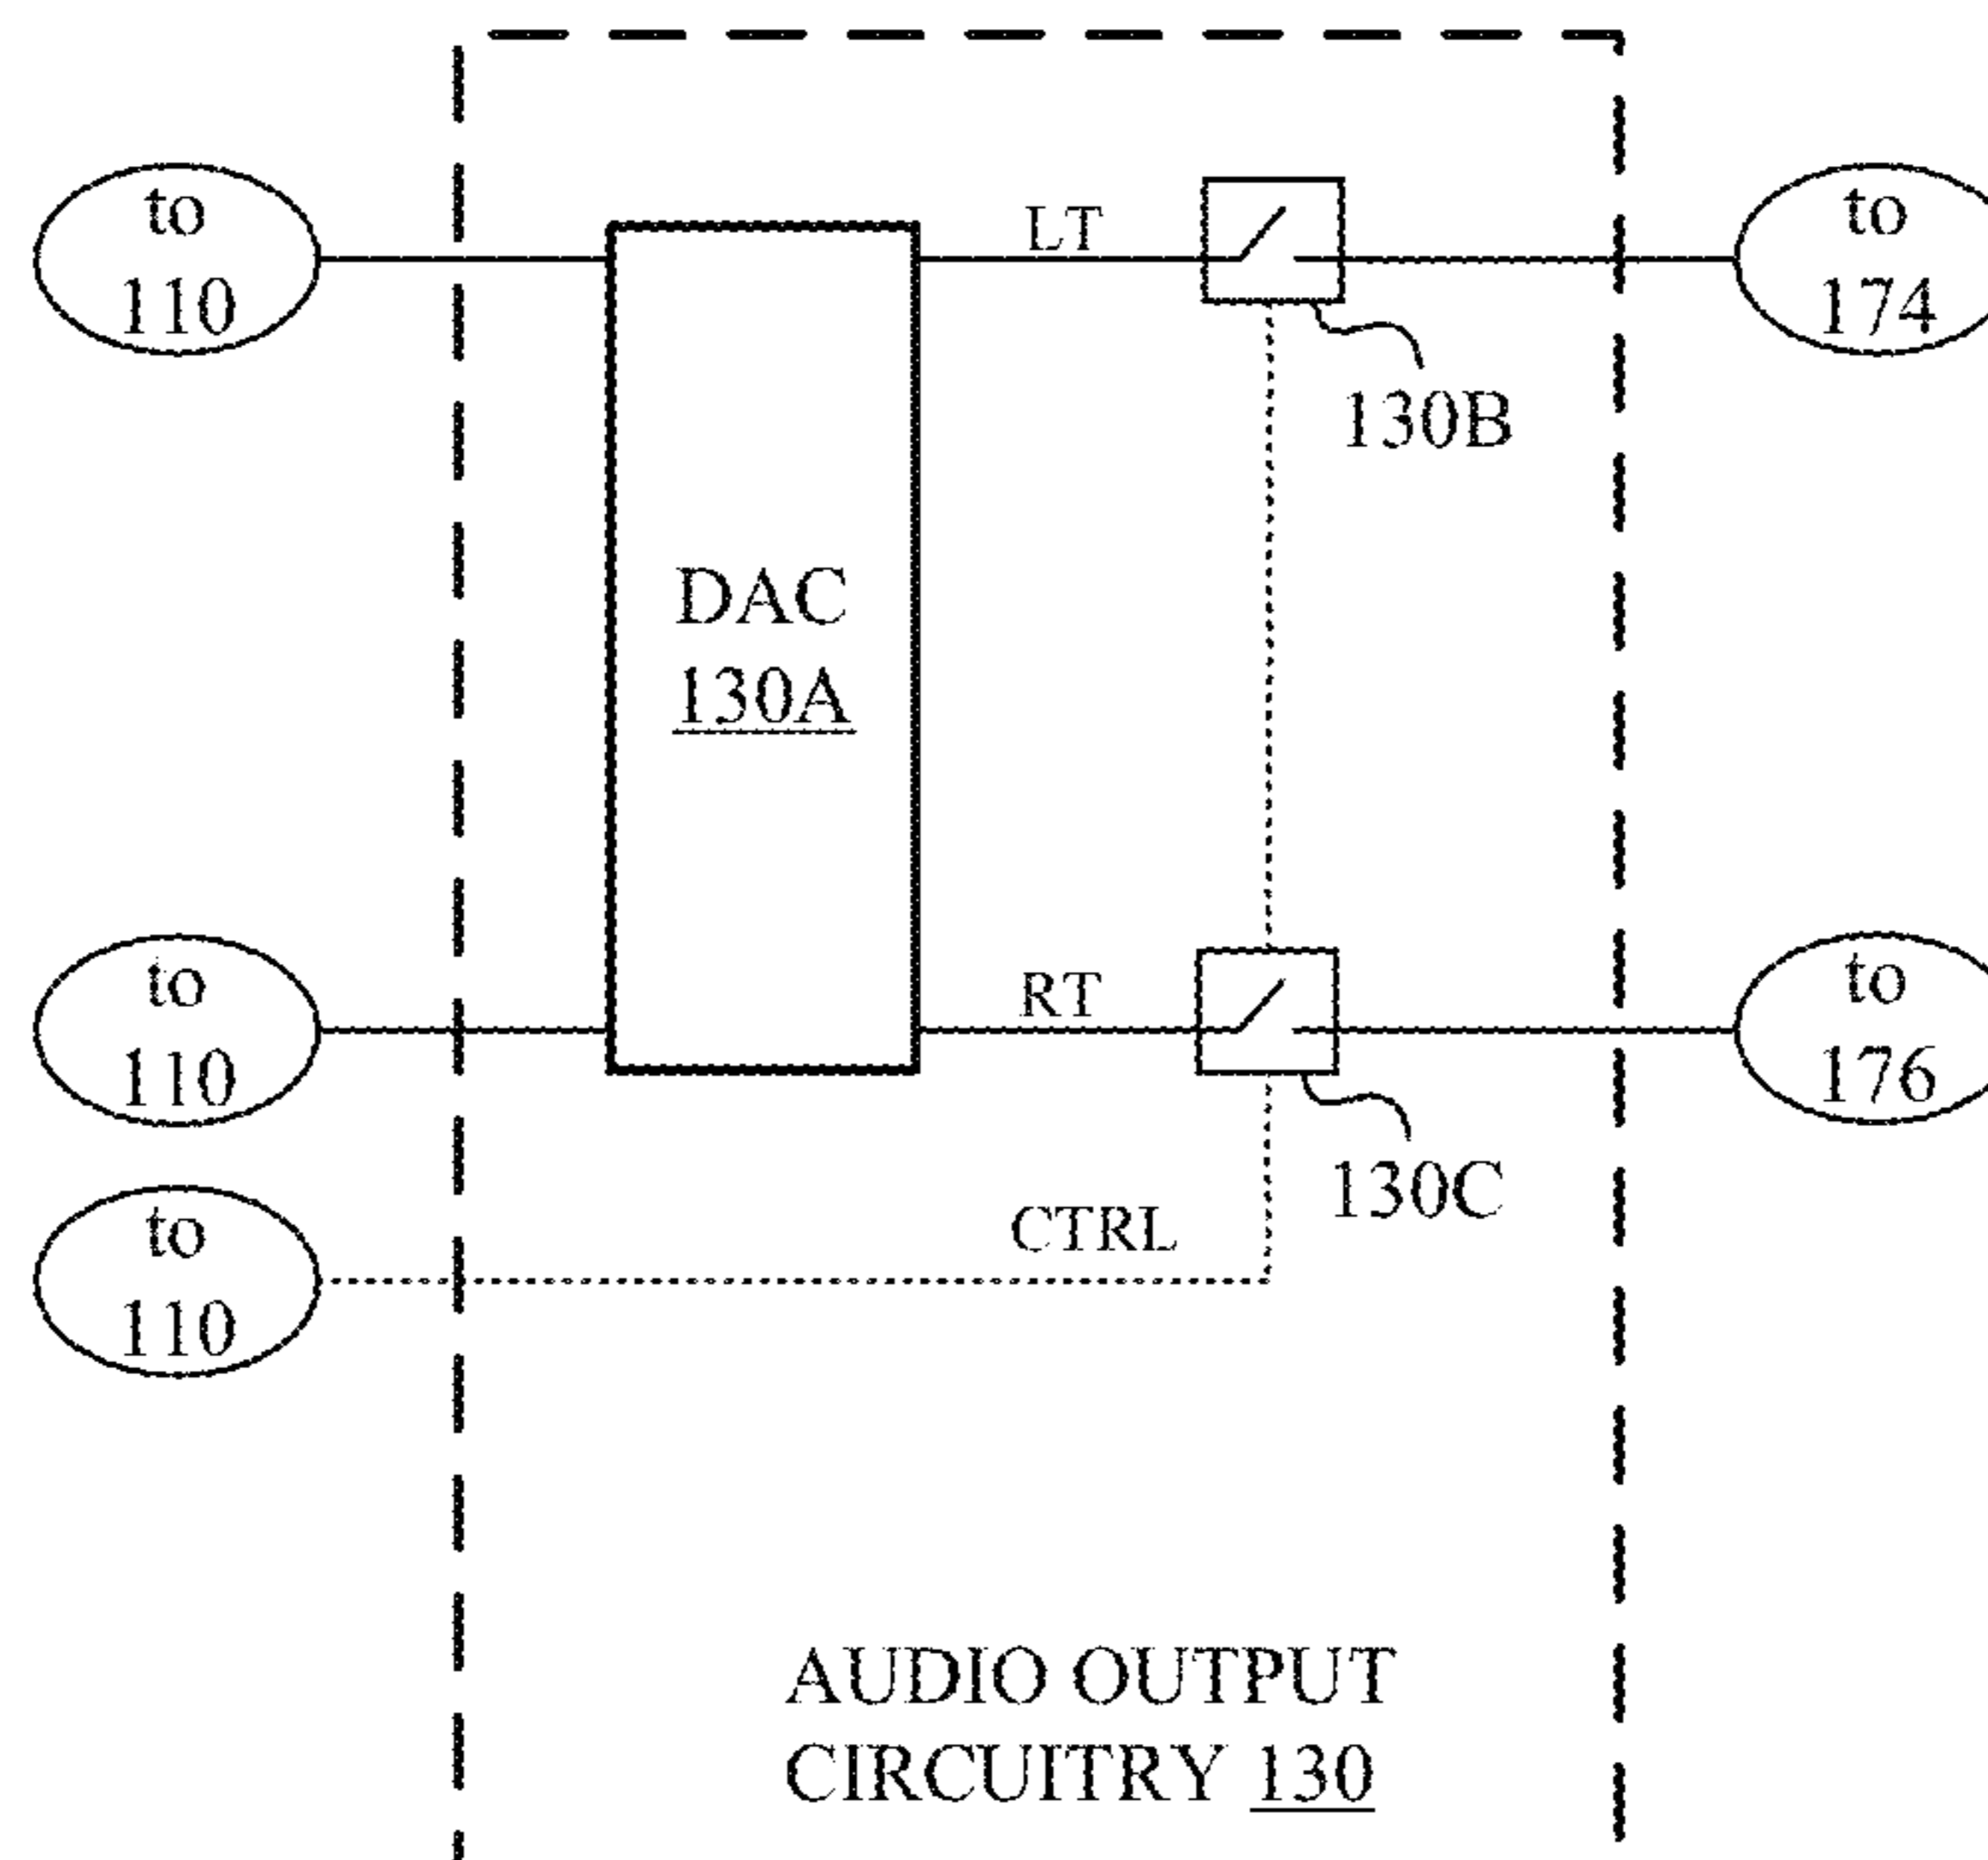 to
110
LT
to
174
130B
DAC
130A
to
110
RT
to
176
130C
to
110
CTRL
AUDIO OUTPUT
CIRCUITRY 130